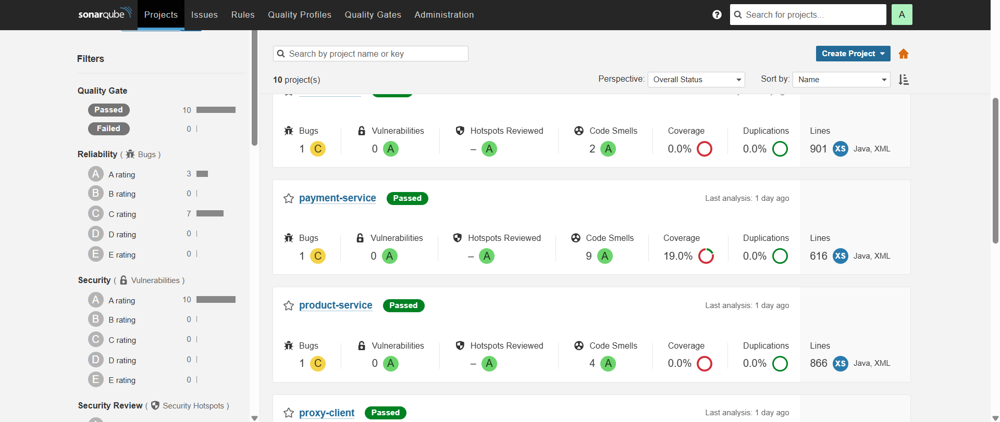 sonarqube Projects Issues Rules Quality Profiles Quality Gates Administration ? Search for projects... A
Filters
Quality Gate
Passed 10
Failed 0
Reliability ( Bugs )
A A rating 3
B B rating 0
C C rating 7
D D rating 0
E E rating 0
Security ( Vulnerabilities )
A A rating 10
B B rating 0
C C rating 0
D D rating 0
E E rating 0
Security Review ( Security Hotspots )
Search by project name or key Create Project
10 project(s) Perspective: Overall Status Sort by: Name
Bugs Vulnerabilities Hotspots Reviewed Code Smells Coverage Duplications Lines
1 C 0 A – A 2 A 0.0% 0.0% 901 XS Java, XML
payment-service Passed Last analysis: 1 day ago
Bugs Vulnerabilities Hotspots Reviewed Code Smells Coverage Duplications Lines
1 C 0 A – A 9 A 19.0% 0.0% 616 XS Java, XML
product-service Passed Last analysis: 1 day ago
Bugs Vulnerabilities Hotspots Reviewed Code Smells Coverage Duplications Lines
1 C 0 A – A 4 A 0.0% 0.0% 866 XS Java, XML
proxy-client Passed Last analysis: 1 day ago